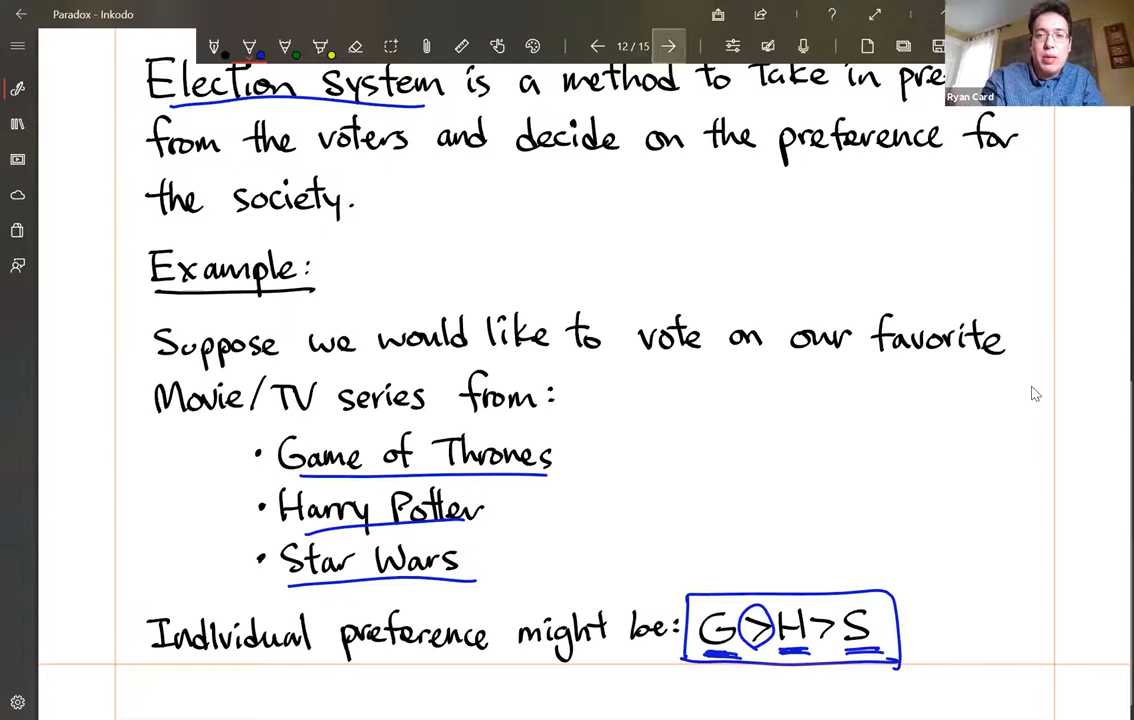 Paradox - Inkodo
12 / 15
Ryan Card
Election System is a method to take in
from the voters and decide on the preference for
the society.
Example:
Suppose we would like to vote on our favorite
Movie/TV series from:
• Game of Thrones
• Harry Potter
• Star Wars
Individual preference might be: G > H > S